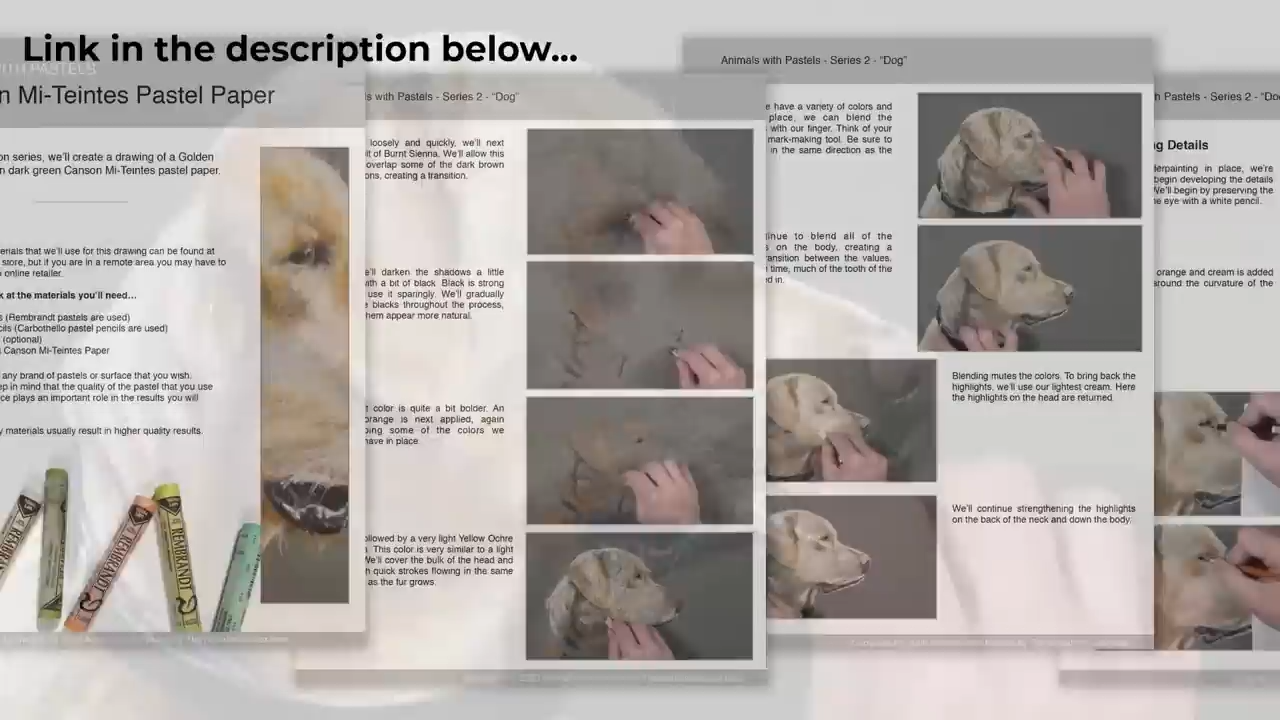 Link in the description below...
WITH PASTELS
n Mi-Teintes Pastel Paper
on series, we'll create a drawing of a Golden
n dark green Canson Mi-Teintes pastel paper.
erials that we'll use for this drawing can be found at
store, but if you are in a remote area you may have to
online retailer.
k at the materials you'll need...
s (Rembrandt pastels are used)
cils (Carbothello pastel pencils are used)
(optional)
Canson Mi-Teintes Paper
any brand of pastels or surface that you wish.
ep in mind that the quality of the pastel that you use
ce plays an important role in the results you will
y materials usually result in higher quality results.
REMBRANDT
REMBRANDT
s with Pastels - Series 2 - “Dog”
loosely and quickly, we'll next
it of Burnt Sienna. We'll allow this
overlap some of the dark brown
ons, creating a transition.
e'll darken the shadows a little
with a bit of black. Black is strong
use it sparingly. We'll gradually
e blacks throughout the process,
hem appear more natural.
t color is quite a bit bolder. An
orange is next applied, again
ping some of the colors we
have in place.
ollowed by a very light Yellow Ochre
. This color is very similar to a light
We'll cover the bulk of the head and
h quick strokes flowing in the same
as the fur grows.
Animals with Pastels - Series 2 - “Dog”
e have a variety of colors and
place, we can blend the
with our finger. Think of your
mark-making tool. Be sure to
in the same direction as the
tinue to blend all of the
s on the body, creating a
transition between the values.
time, much of the tooth of the
ed in.
Blending mutes the colors. To bring back the
highlights, we'll use our lightest cream. Here
the highlights on the head are returned.
We'll continue strengthening the highlights
on the back of the neck and down the body.
h Pastels - Series 2 - “Do
ng Details
derpainting in place, we're
begin developing the details
We'll begin by preserving the
he eye with a white pencil.
orange and cream is added
around the curvature of the